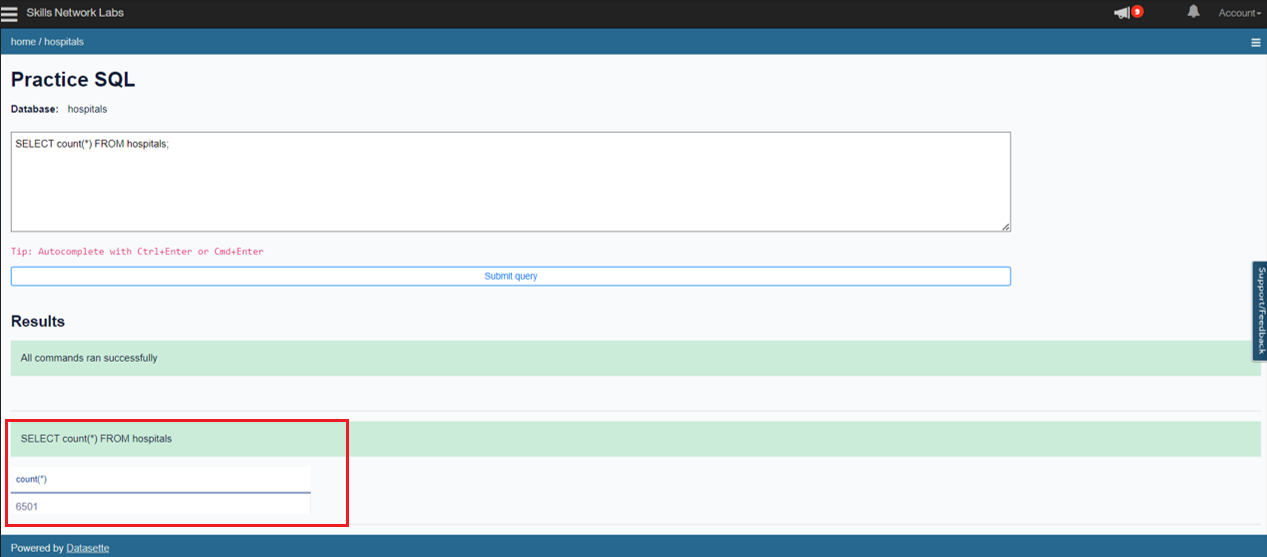 Skills Network Labs
9
Account
home / hospitals
Practice SQL
Database: hospitals
SELECT count(*) FROM hospitals;
Tip: Autocomplete with Ctrl+Enter or Cmd+Enter
Submit query
Support/Feedback
Results
All commands ran successfully
SELECT count(*) FROM hospitals
count(*)
6501
Powered by Datasette